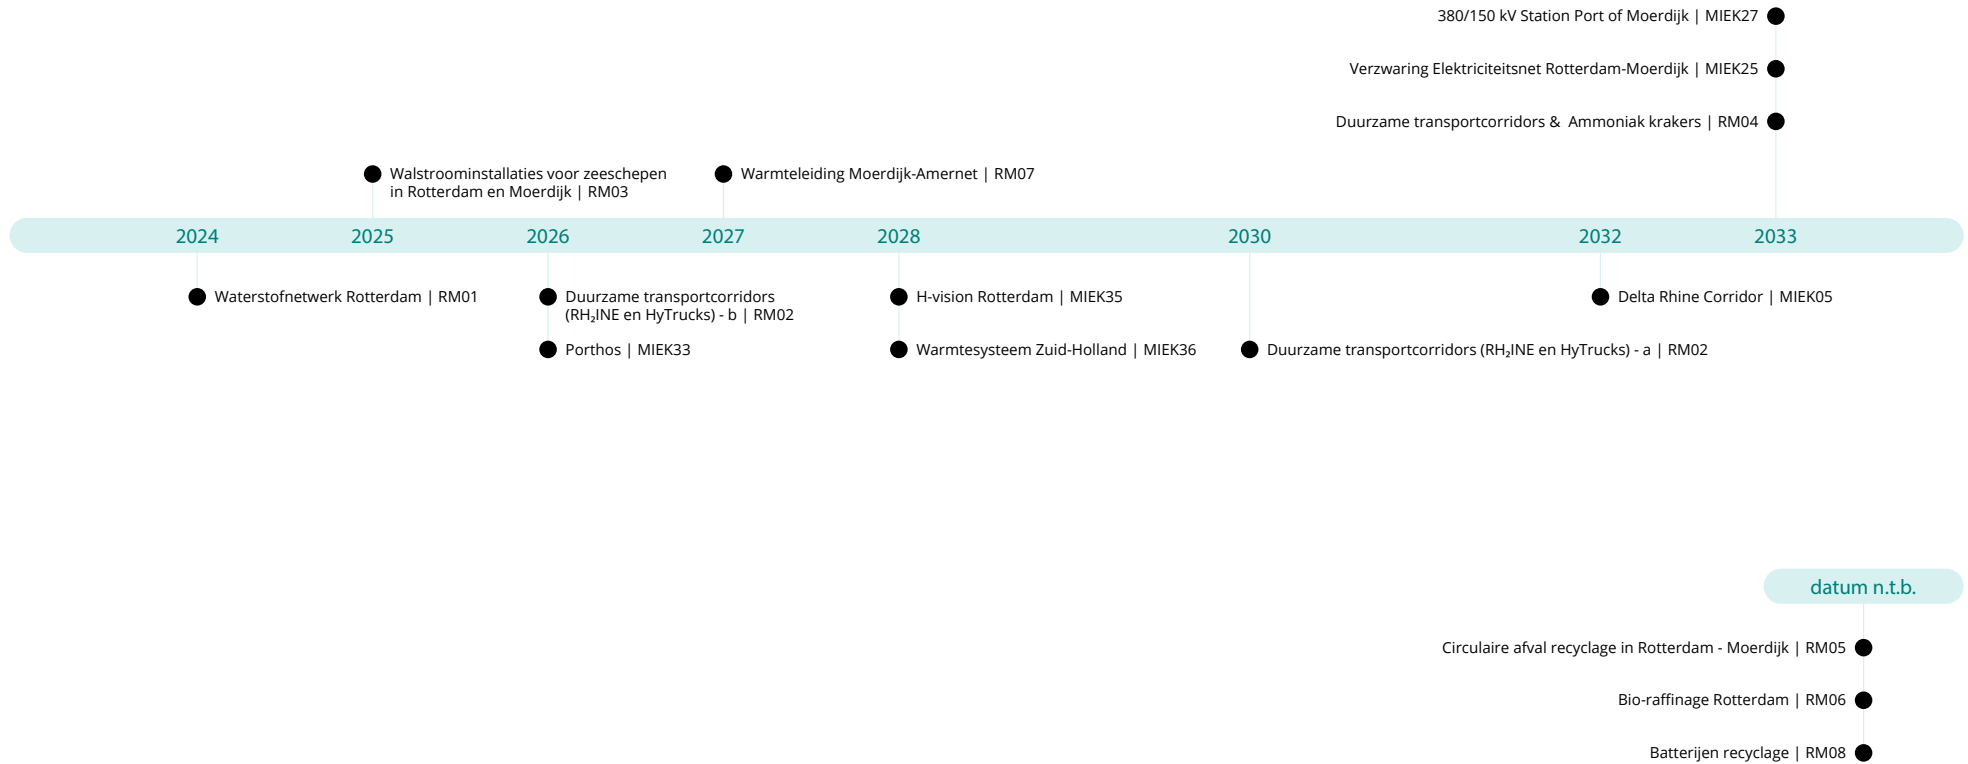 380/150 kV Station Port of Moerdijk | MIEK27
Verzwaring Elektriciteitsnet Rotterdam-Moerdijk | MIEK25
Duurzame transportcorridors &  Ammoniak krakers | RM04
Walstroominstallaties voor zeeschepen
in Rotterdam en Moerdijk | RM03
Warmteleiding Moerdijk-Amernet | RM07
2024 2025 2026 2027 2028 2030 2032 2033
Waterstofnetwerk Rotterdam | RM01
Duurzame transportcorridors
(RH₂INE en HyTrucks) - b | RM02
Porthos | MIEK33
H-vision Rotterdam | MIEK35
Warmtesysteem Zuid-Holland | MIEK36
Duurzame transportcorridors (RH₂INE en HyTrucks) - a | RM02
Delta Rhine Corridor | MIEK05
datum n.t.b.
Circulaire afval recyclage in Rotterdam - Moerdijk | RM05
Bio-raffinage Rotterdam | RM06
Batterijen recyclage | RM08